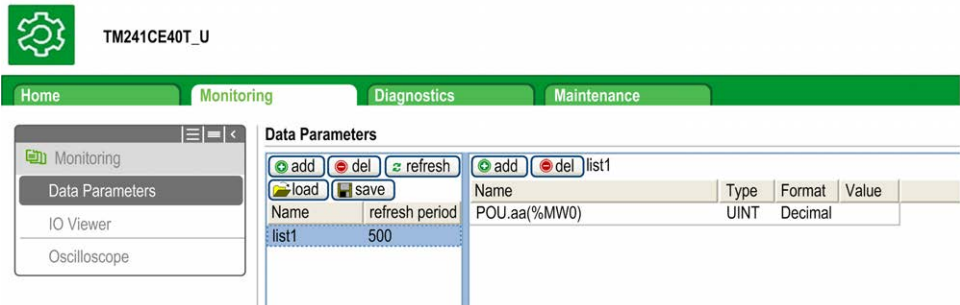 TM241CE40T_U
Home Monitoring Diagnostics Maintenance
Monitoring
Data Parameters
IO Viewer
Oscilloscope
Data Parameters
add del refresh
load save
Name refresh period
list1 500
add del list1
Name Type Format Value
POU.aa(%MW0) UINT Decimal